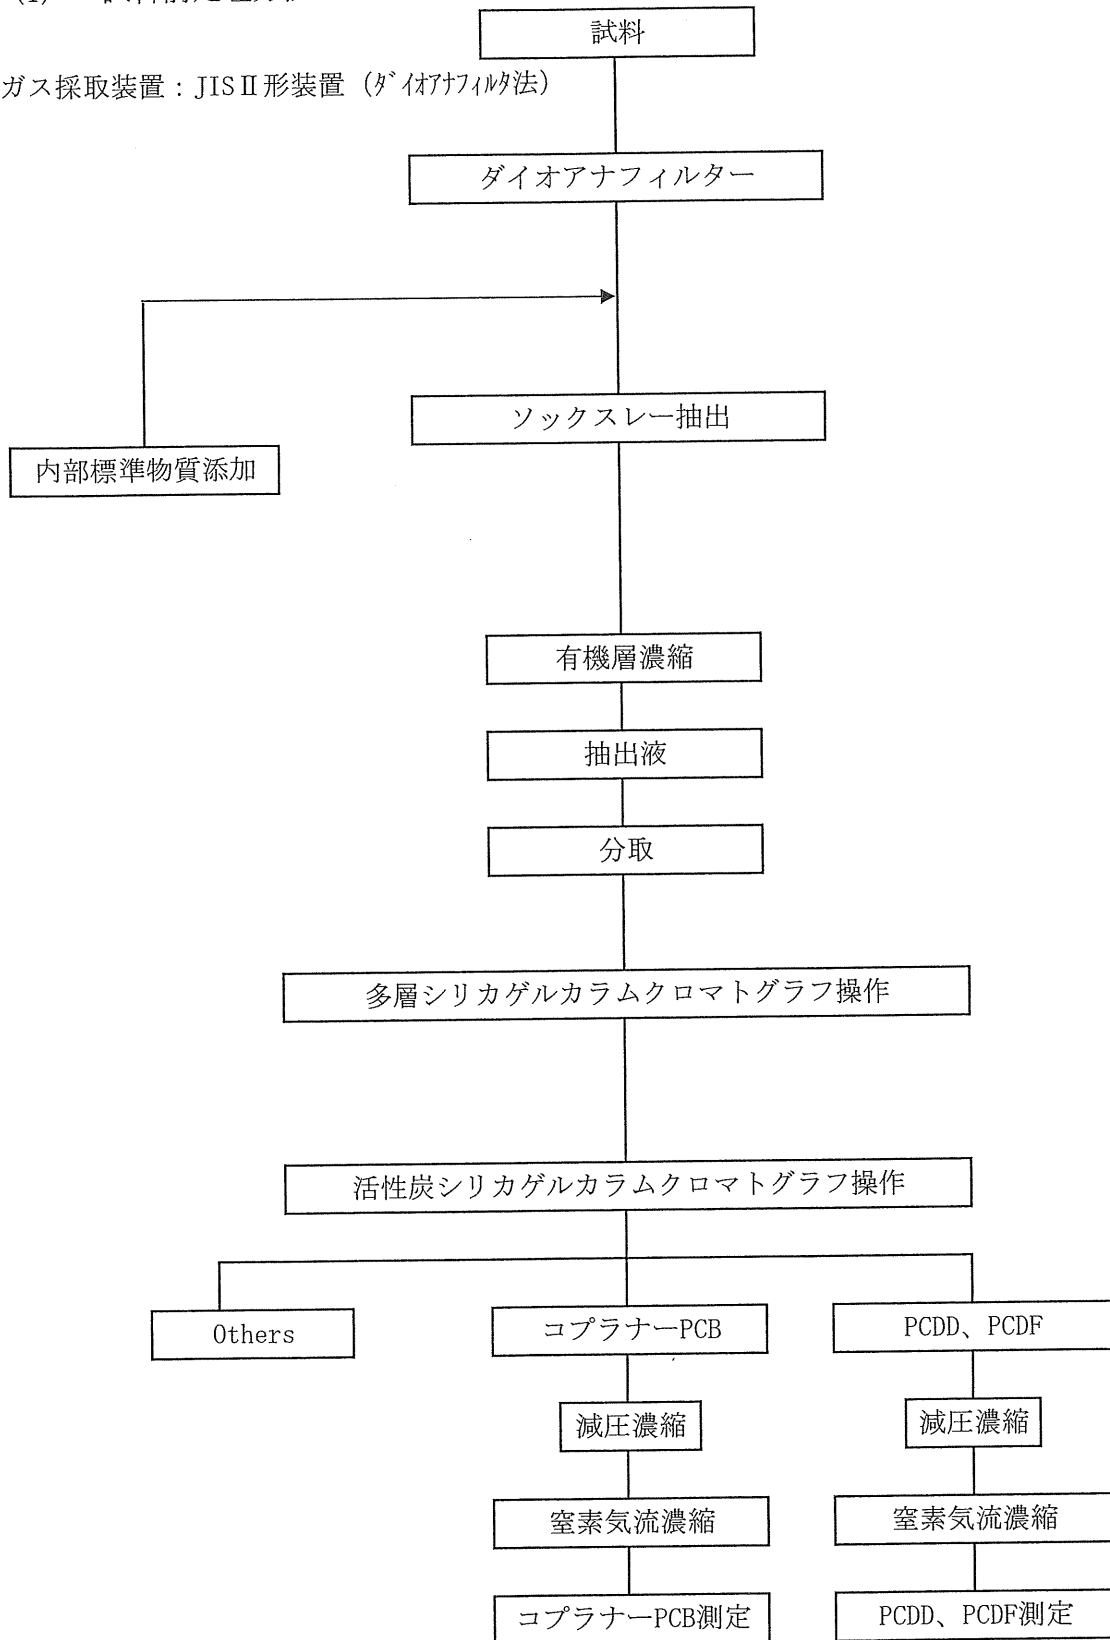 (1)
試料
ガス採取装置：JISⅡ形装置（ﾀﾞｲｵｱﾅﾌｨﾙﾀ法）
ダイオアナフィルター
ソックスレー抽出
内部標準物質添加
有機層濃縮
抽出液
分取
多層シリカゲルカラムクロマトグラフ操作
活性炭シリカゲルカラムクロマトグラフ操作
Others
コプラナーPCB
PCDD、PCDF
減圧濃縮
減圧濃縮
窒素気流濃縮
窒素気流濃縮
コプラナーPCB測定
PCDD、PCDF測定